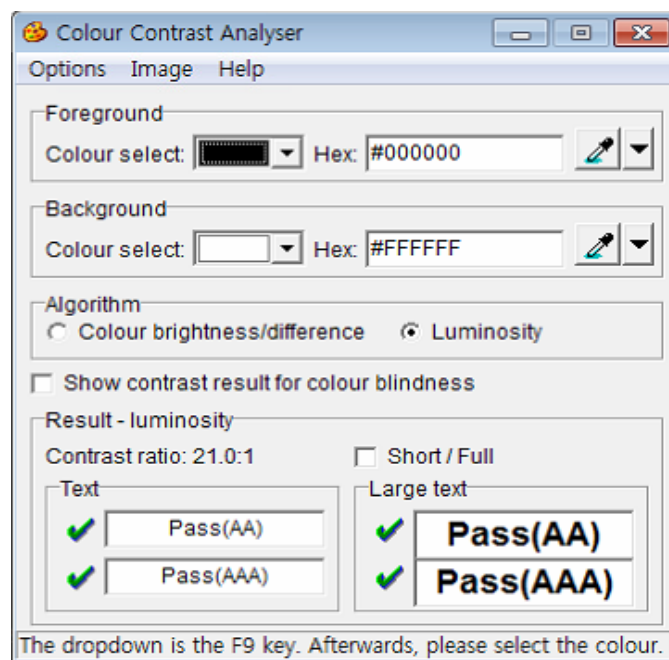 Colour Contrast Analyser
Options Image Help
Foreground
Colour select: Hex: #000000
Background
Colour select: Hex: #FFFFFF
Algorithm
Colour brightness/difference Luminosity
Show contrast result for colour blindness
Result - luminosity
Contrast ratio: 21.0:1 Short / Full
Text Large text
Pass(AA) Pass(AA)
Pass(AAA) Pass(AAA)
The dropdown is the F9 key. Afterwards, please select the colour.